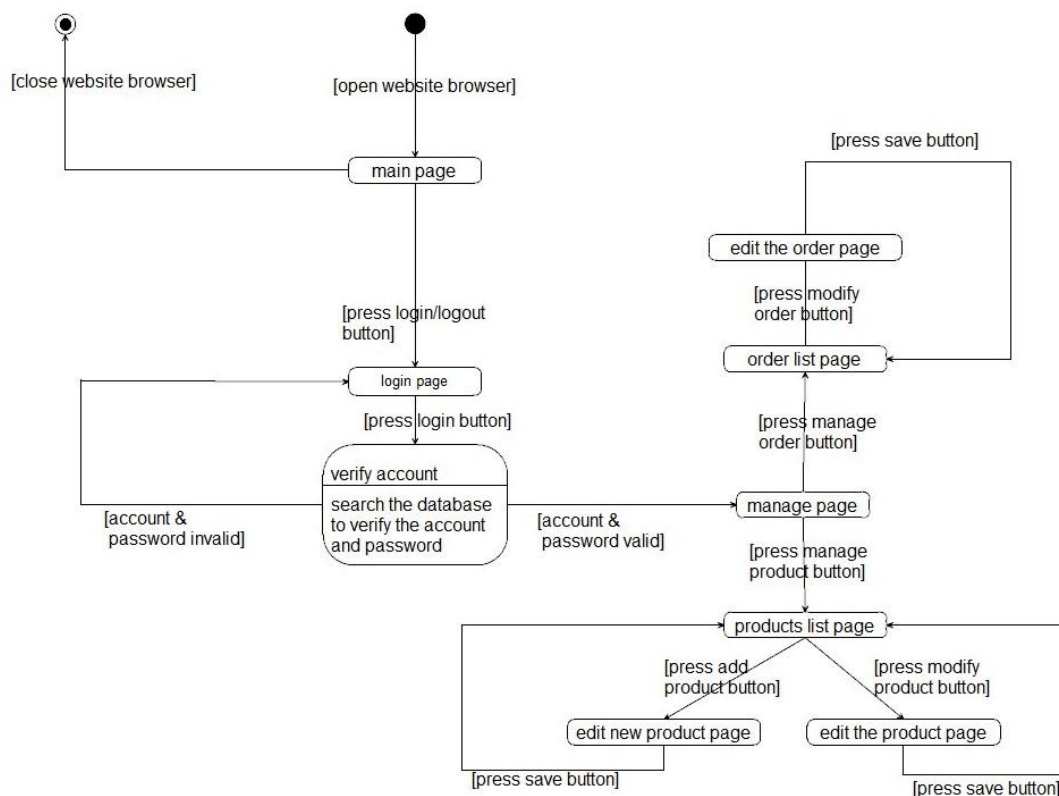 [close website browser]
[open website browser]
main page
[press save button]
edit the order page
[press modify
order button]
[press login/logout
button]
order list page
login page
[press login button]
[press manage
order button]
verify account
search the database
to verify the account
and password
manage page
[account &
password invalid]
[account &
password valid]
[press manage
product button]
products list page
[press add
product button]
[press modify
product button]
edit new product page
edit the product page
[press save button]
[press save button]